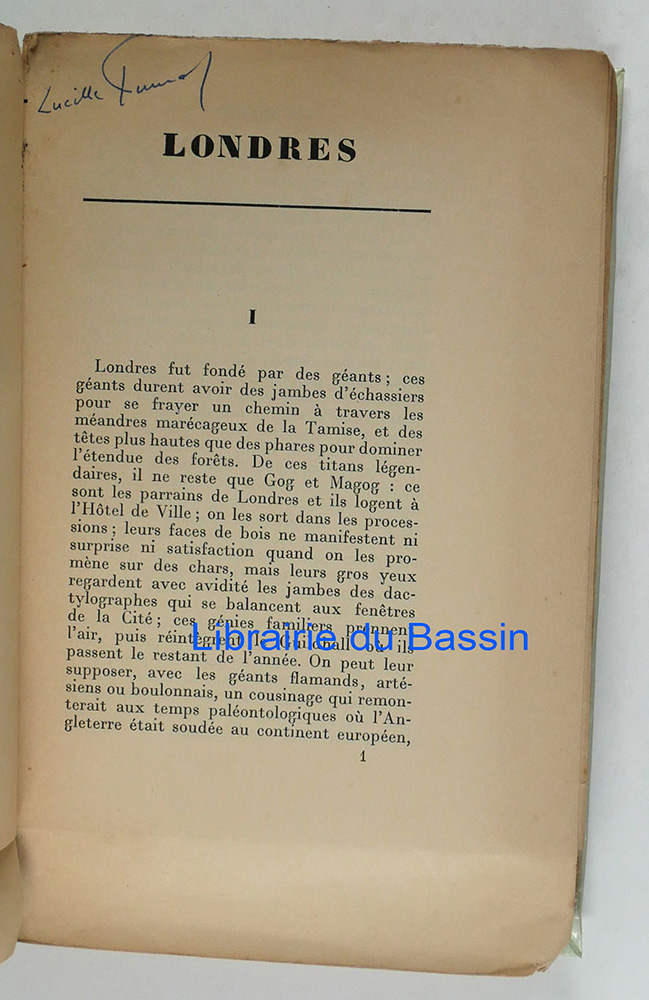 Lucille
LONDRES
I
Londres fut fondé par des géants ; ces
géants durent avoir des jambes d'échassiers
pour se frayer un chemin à travers les
méandres marécageux de la Tamise, et des
têtes plus hautes que des phares pour dominer
l'étendue des forêts. De ces titans légen-
daires, il ne reste que Gog et Magog : ce
sont les parrains de Londres et ils logent à
l'Hôtel de Ville ; on les sort dans les proces-
sions ; leurs faces de bois ne manifestent ni
surprise ni satisfaction quand on les pro-
mène sur des chars, mais leurs gros yeux
regardent avec avidité les jambes des dac-
tylographes qui se balancent aux fenêtres
de la Cité ; ces génies familiers prennent
l'air, puis réintègrent le Guildhall où ils
Librairie du Bassin
passent le restant de l'année. On peut leur
supposer, avec les géants flamands, arté-
siens ou boulonnais, un cousinage qui remon-
terait aux temps paléontologiques où l'An-
gleterre était soudée au continent européen,
1